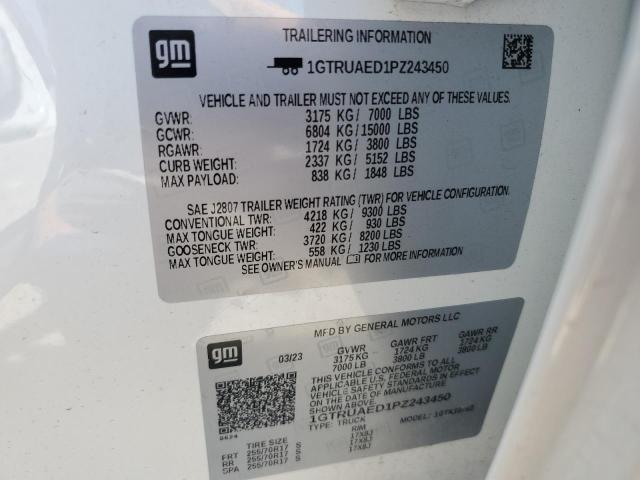 gm
TRAILERING INFORMATION
1GTRUAED1PZ243450
VEHICLE AND TRAILER MUST NOT EXCEED ANY OF THESE VALUES.
GVWR: 3175 KG/ 7000 LBS
GCWR: 6804 KG/ 15000 LBS
RGAWR: 1724 KG/ 3800 LBS
CURB WEIGHT: 2337 KG/ 5152 LBS
MAX PAYLOAD: 838 KG/ 1848 LBS
SAE J2807 TRAILER WEIGHT RATING (TWR) FOR VEHICLE CONFIGURATION.
CONVENTIONAL TWR: 4218 KG/ 9300 LBS
MAX TONGUE WEIGHT: 422 KG/ 930 LBS
GOOSENECK TWR: 3720 KG/ 8200 LBS
MAX TONGUE WEIGHT: 558 KG/ 1230 LBS
SEE OWNER'S MANUAL FOR MORE INFORMATION
gm
MFD BY GENERAL MOTORS LLC
03/23 GVWR GAWR FRT GAWR RR
3175 KG 1724 KG 1724 KG
7000 LB 3800 LB 3800 LB
THIS VEHICLE CONFORMS TO ALL
APPLICABLE U.S. FEDERAL MOTOR
VEHICLE SAFETY STANDARDS IN
EFFECT ON THE DATE OF
MANUFACTURE SHOWN ABOVE.
1GTRUAED1PZ243450
TYPE: TRUCK MODEL:
TIRE SIZE RIM
FRT 255/70R17 S 17X8J
RR 255/70R17 S 17X8J
SPA 255/70R17 S 17X8J